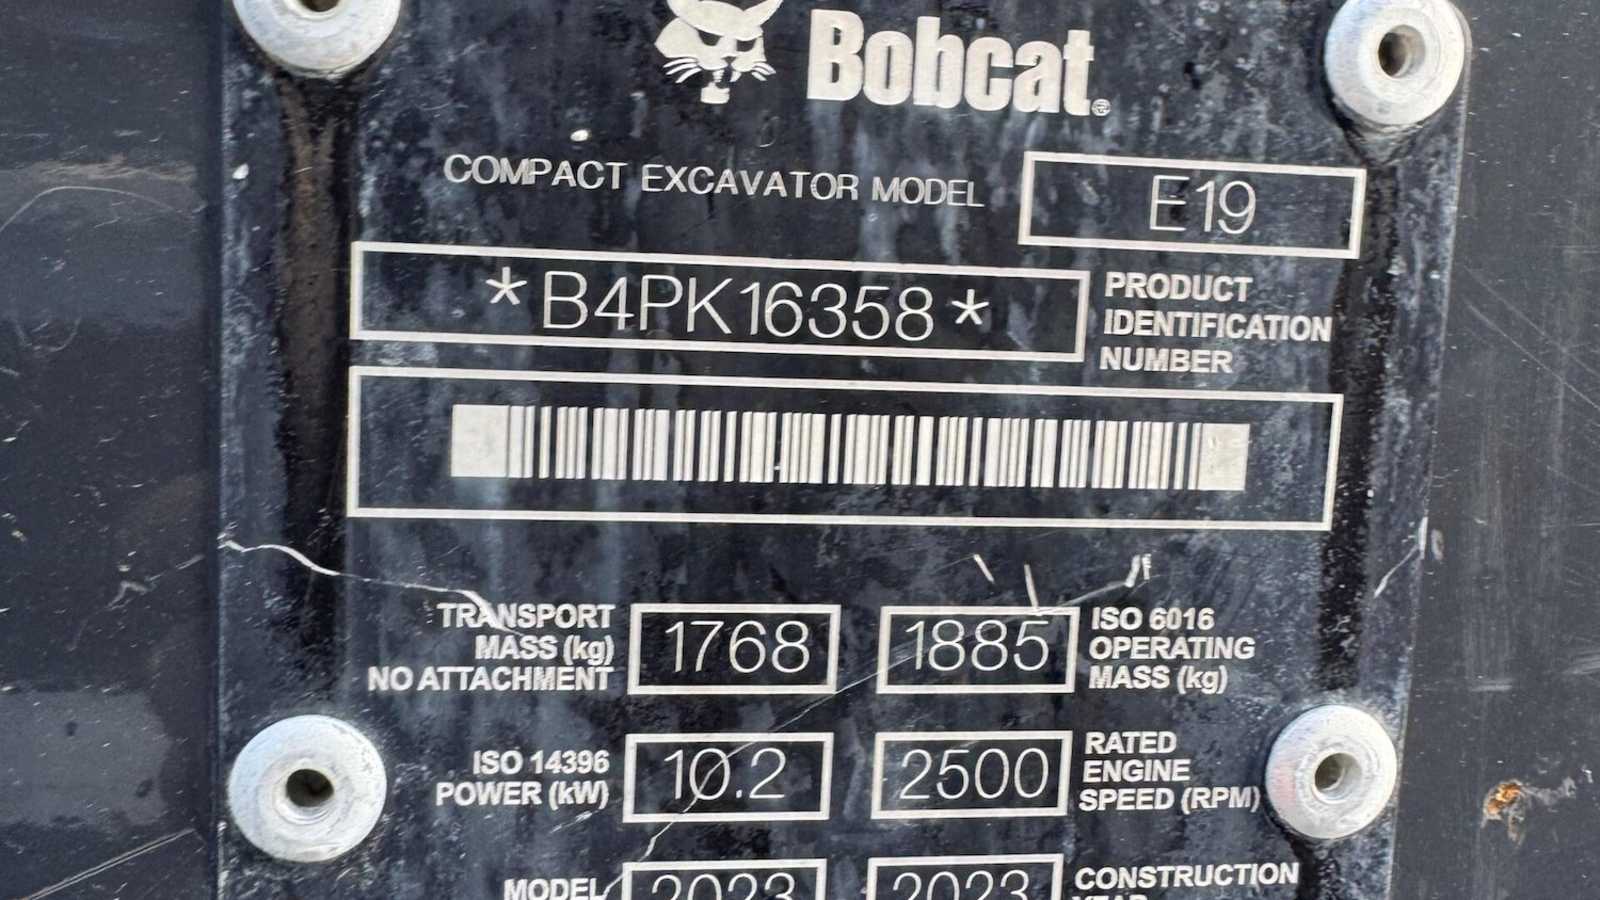 Bobcat®
COMPACT EXCAVATOR MODEL E19
*B4PK16358* PRODUCT
IDENTIFICATION
NUMBER
TRANSPORT
MASS (kg)
NO ATTACHMENT
1768
1885
ISO 6016
OPERATING
MASS (kg)
ISO 14396
POWER (kW)
10.2
2500
RATED
ENGINE
SPEED (RPM)
MODEL
2023
2023
CONSTRUCTION
YEAR